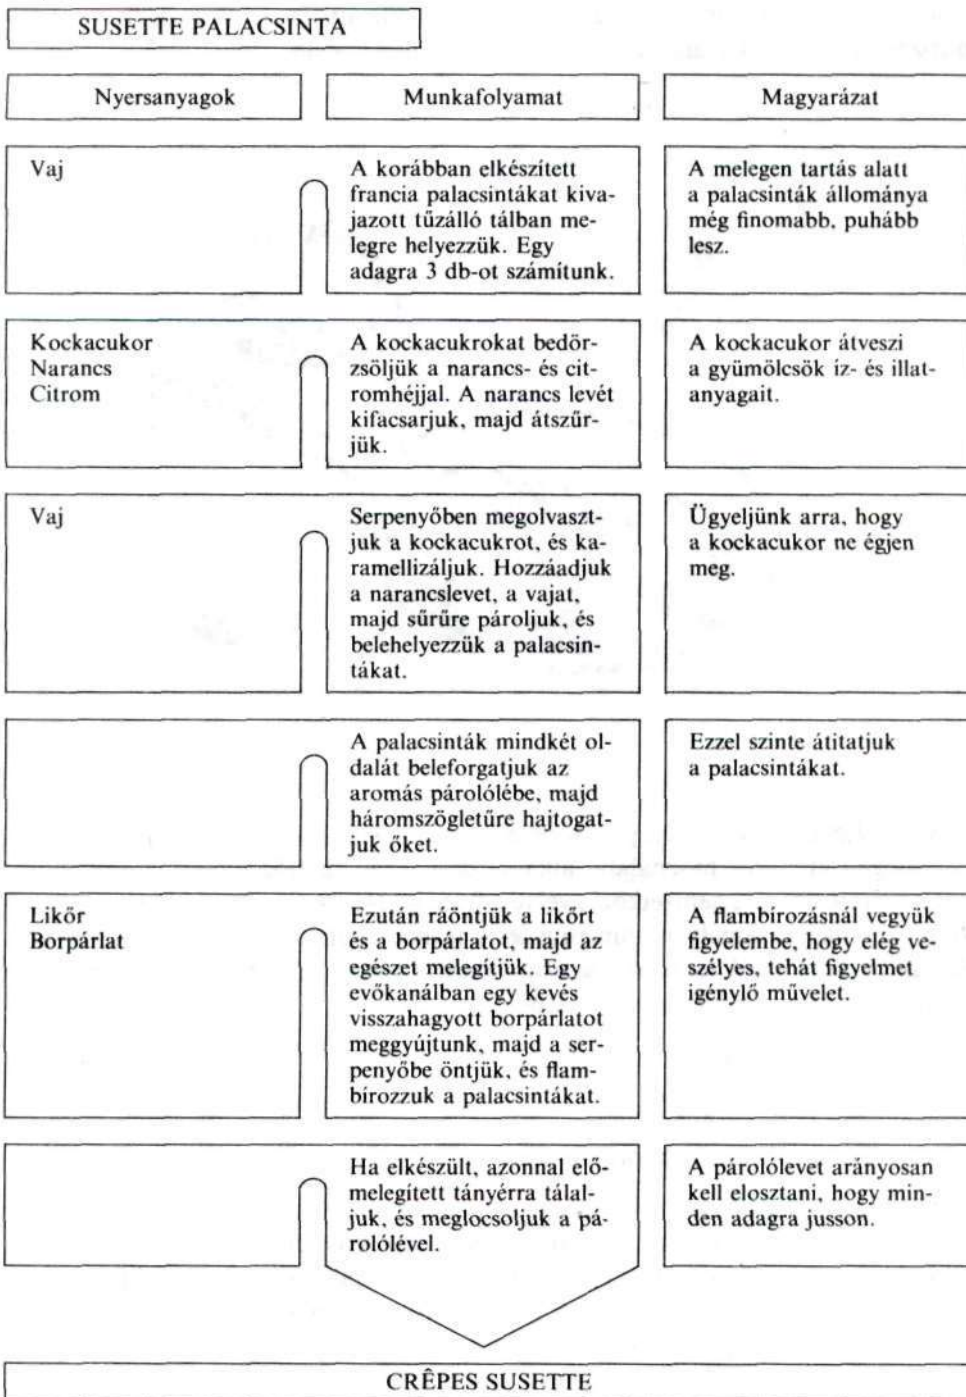 SUSETTE PALACSINTA
Nyersanyagok
Munkafolyamat
Magyarázat
Vaj
A korábban elkészített
francia palacsintákat kiva-
jazott tűzálló tálban me-
legre helyezzük. Egy
adagra 3 db-ot számítunk.
A melegen tartás alatt
a palacsinták állománya
még finomabb, puhább
lesz.
Kockacukor
Narancs
Citrom
A kockacukrokat bedör-
zsöljük a narancs- és cit-
romhéjjal. A narancs levét
kifacsarjuk, majd átszűr-
jük.
A kockacukor átveszi
a gyümölcsök íz- és illat-
anyagait.
Vaj
Serpenyőben megolvaszt-
juk a kockacukrot, és ka-
ramellizáljuk. Hozzáadjuk
a narancslevet, a vajat,
majd sűrűre pároljuk, és
belehelyezzük a palacsin-
tákat.
Ügyeljünk arra, hogy
a kockacukor ne égjen
meg.
A palacsinták mindkét ol-
dalát beleforgatjuk az
aromás párolólébe, majd
háromszögletűre hajtogat-
juk őket.
Ezzel szinte átitatjuk
a palacsintákat.
Likőr
Borpárlat
Ezután ráöntjük a likőrt
és a borpárlatot, majd az
egészet melegítjük. Egy
evőkanálban egy kevés
visszahagyott borpárlatot
meggyújtunk, majd a ser-
penyőbe öntjük, és flam-
bírozzuk a palacsintákat.
A flambírozásnál vegyük
figyelembe, hogy elég ve-
szélyes, tehát figyelmet
igénylő művelet.
Ha elkészült, azonnal elő-
melegített tányérra tálal-
juk, és meglocsoljuk a pá-
rolólével.
A párolólevet arányosan
kell elosztani, hogy min-
den adagra jusson.
CRÊPES SUSETTE